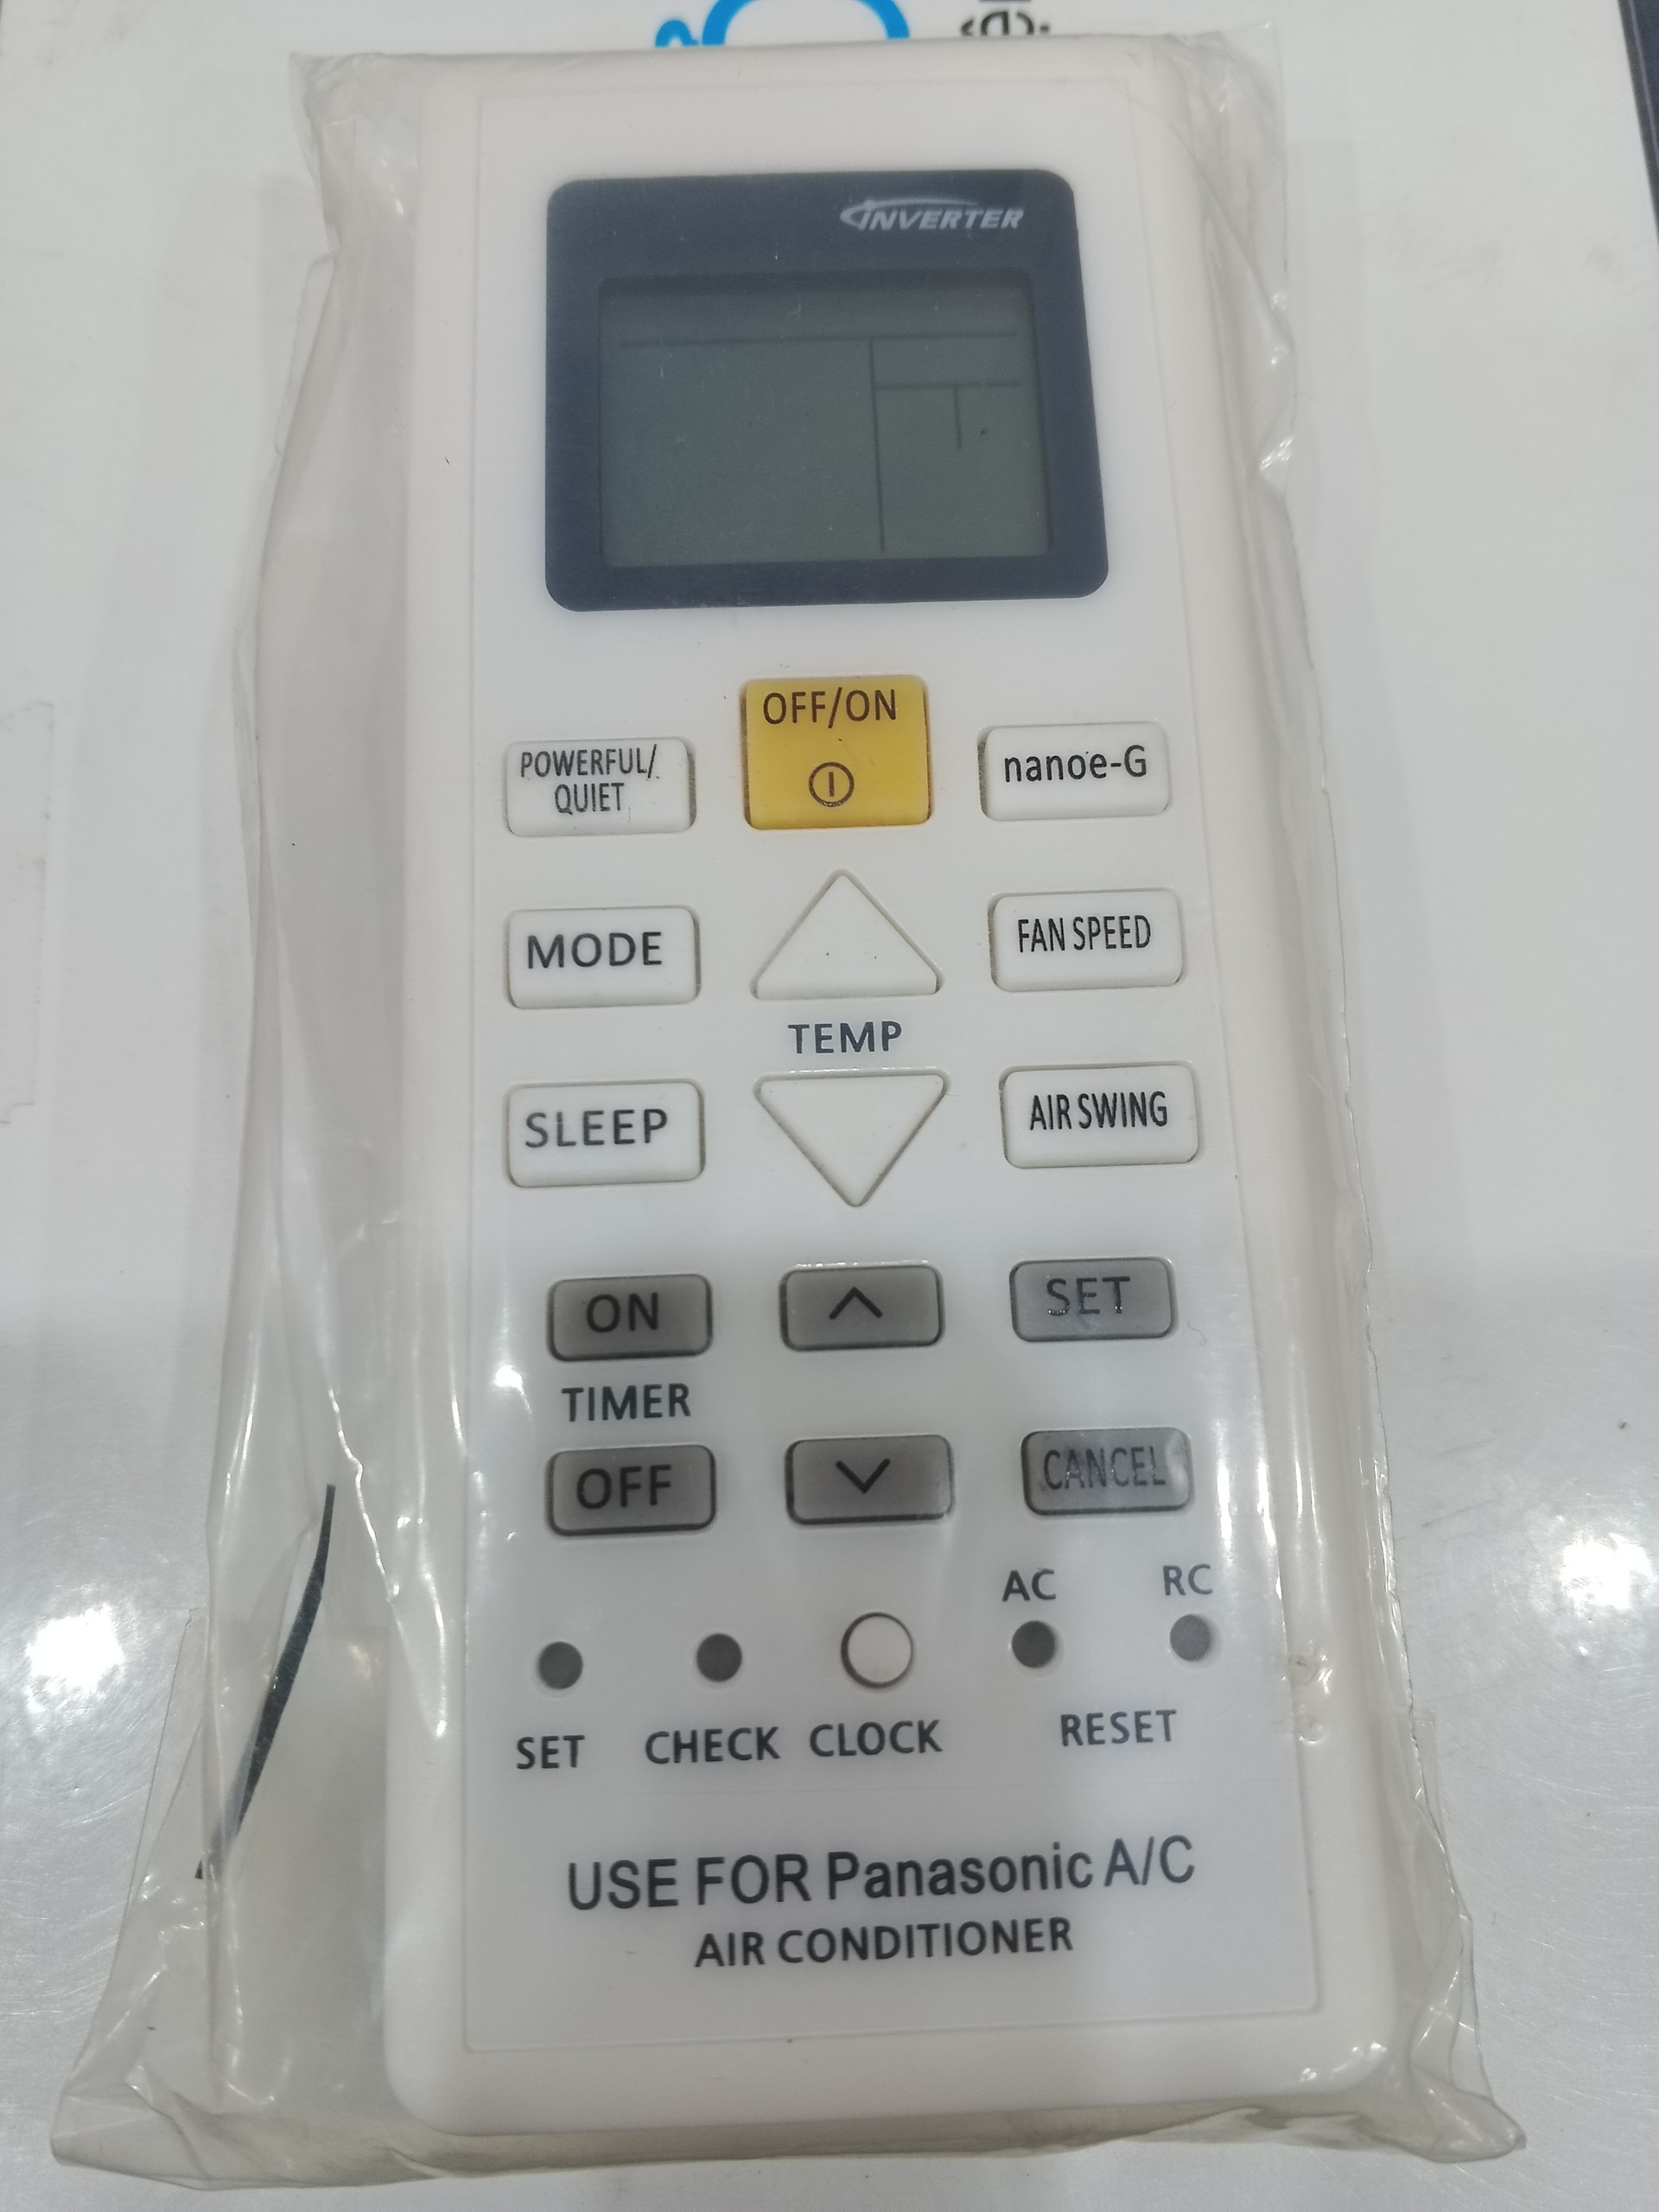 INVERTER
OFF/ON
POWERFUL/
QUIET
nanoe-G
MODE
FAN SPEED
TEMP
SLEEP
AIR SWING
ON
SET
TIMER
OFF
CANCEL
AC
RC
SET
CHECK
CLOCK
RESET
USE FOR Panasonic A/C
AIR CONDITIONER